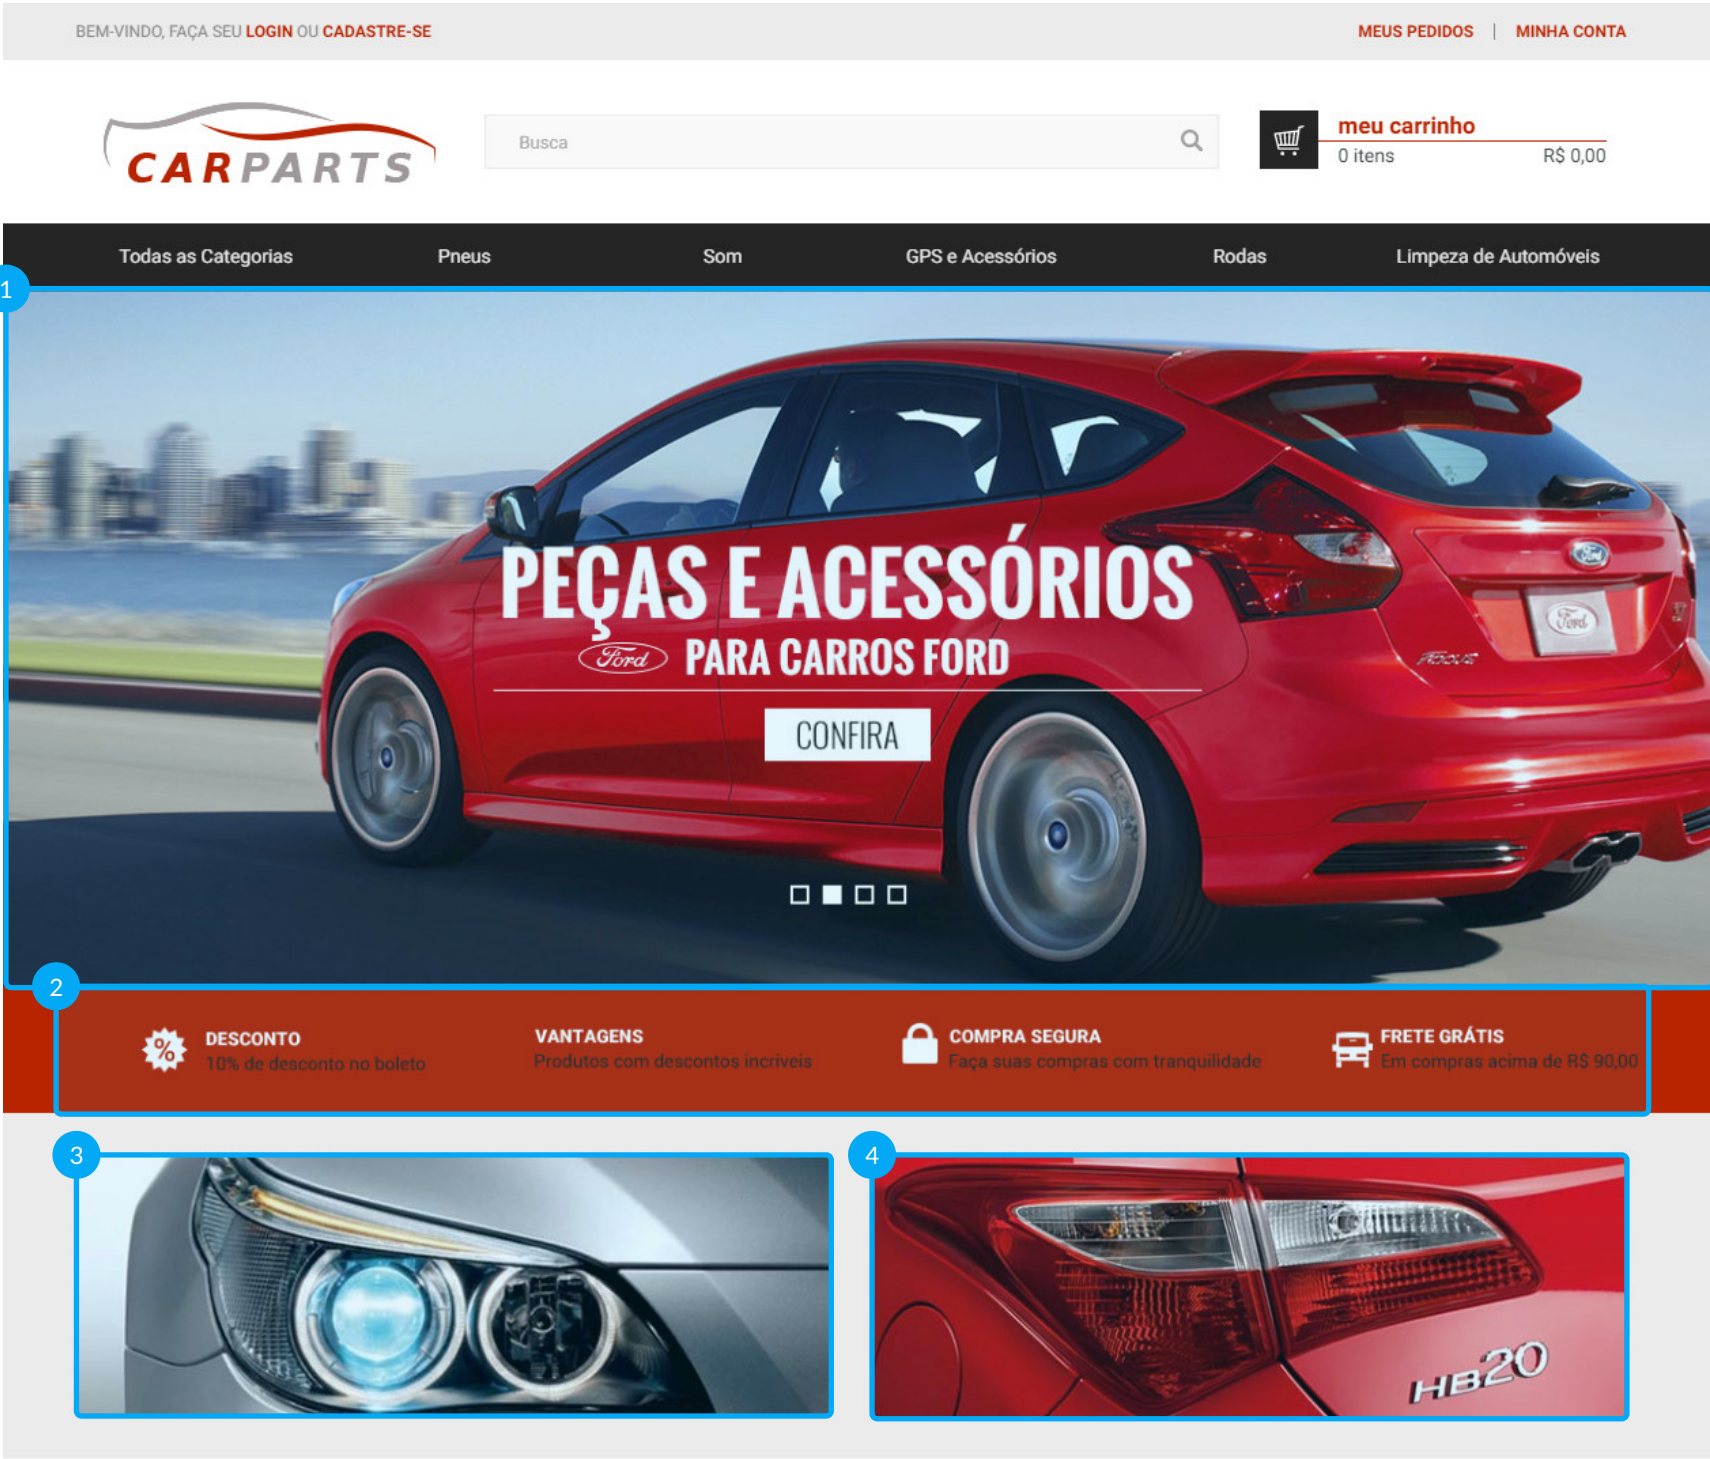 BEM-VINDO, FAÇA SEU LOGIN OU CADASTRE-SE
MEUS PEDIDOS | MINHA CONTA
CARPARTS
Busca
meu carrinho
0 itens R$ 0,00
Todas as Categorias Pneus Som GPS e Acessórios Rodas Limpeza de Automóveis
1
Ford
Ford
FOCUS
PEÇAS E ACESSÓRIOS
Ford PARA CARROS FORD
CONFIRA
2
DESCONTO
10% de desconto no boleto
VANTAGENS
Produtos com descontos incríveis
COMPRA SEGURA
Faça suas compras com tranquilidade
FRETE GRÁTIS
Em compras acima de R$ 90,00
3
4
HB20